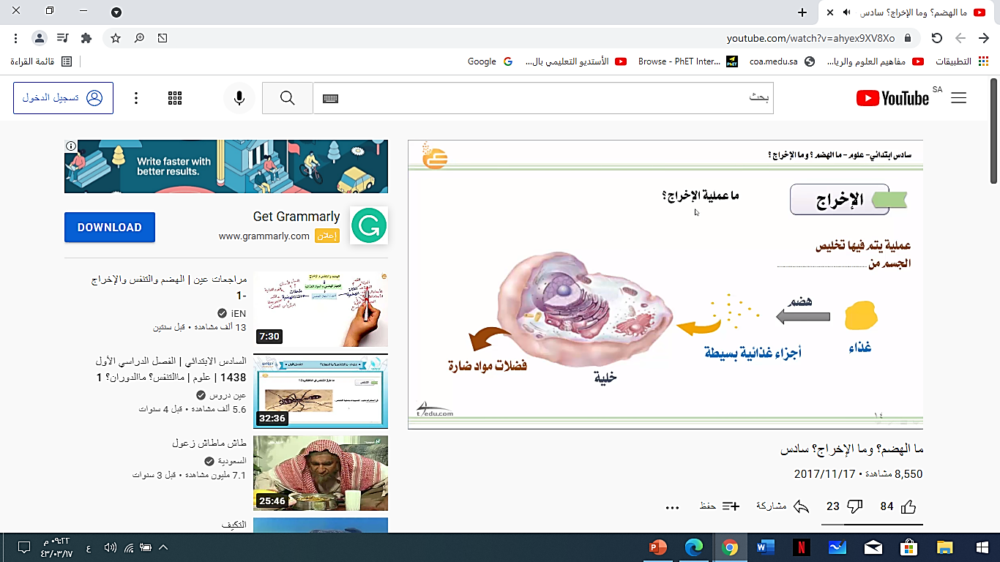 ما الهضم؟ وما الإخراج؟ سادس
youtube.com/watch?v=ahyex9XV8Xo
التطبيقات
مفاهيم العلوم والريا...
coa.medu.sa
Browse - PhET Inter...
الأستديو التعليمي بال...
Google
قائمة القراءة
YouTube SA
بحث
تسجيل الدخول
سادس ابتدائي - علوم - ما الهضم؟ وما الإخراج؟
الإخراج
ما عملية الإخراج؟
عملية يتم فيها تخليص
الجسم من
غذاء
هضم
أجزاء غذائية بسيطة
خلية
فضلات مواد ضارة
t4edu.com
١٤
ما الهضم؟ وما الإخراج؟ سادس
8,550 مشاهدة • 2017/11/17
84
23
مشاركة
حفظ
Write faster with
better results.
Get Grammarly
إعلان www.grammarly.com
DOWNLOAD
مراجعات عين | الهضم والتنفس والإخراج
-1
iEN
13 ألف مشاهدة • قبل سنتين
7:30
السادس الابتدائي | الفصل الدراسي الأول
1438 | علوم | ماالتنفس؟ ماالدوران؟ 1
عين دروس
5.6 ألف مشاهدة • قبل 4 سنوات
32:36
طاش ماطاش زعول
السعودية
7.1 مليون مشاهدة • قبل 3 سنوات
25:46
التكيف
ع
٠٩:٢٢ م
٤٣/٠٣/١٧